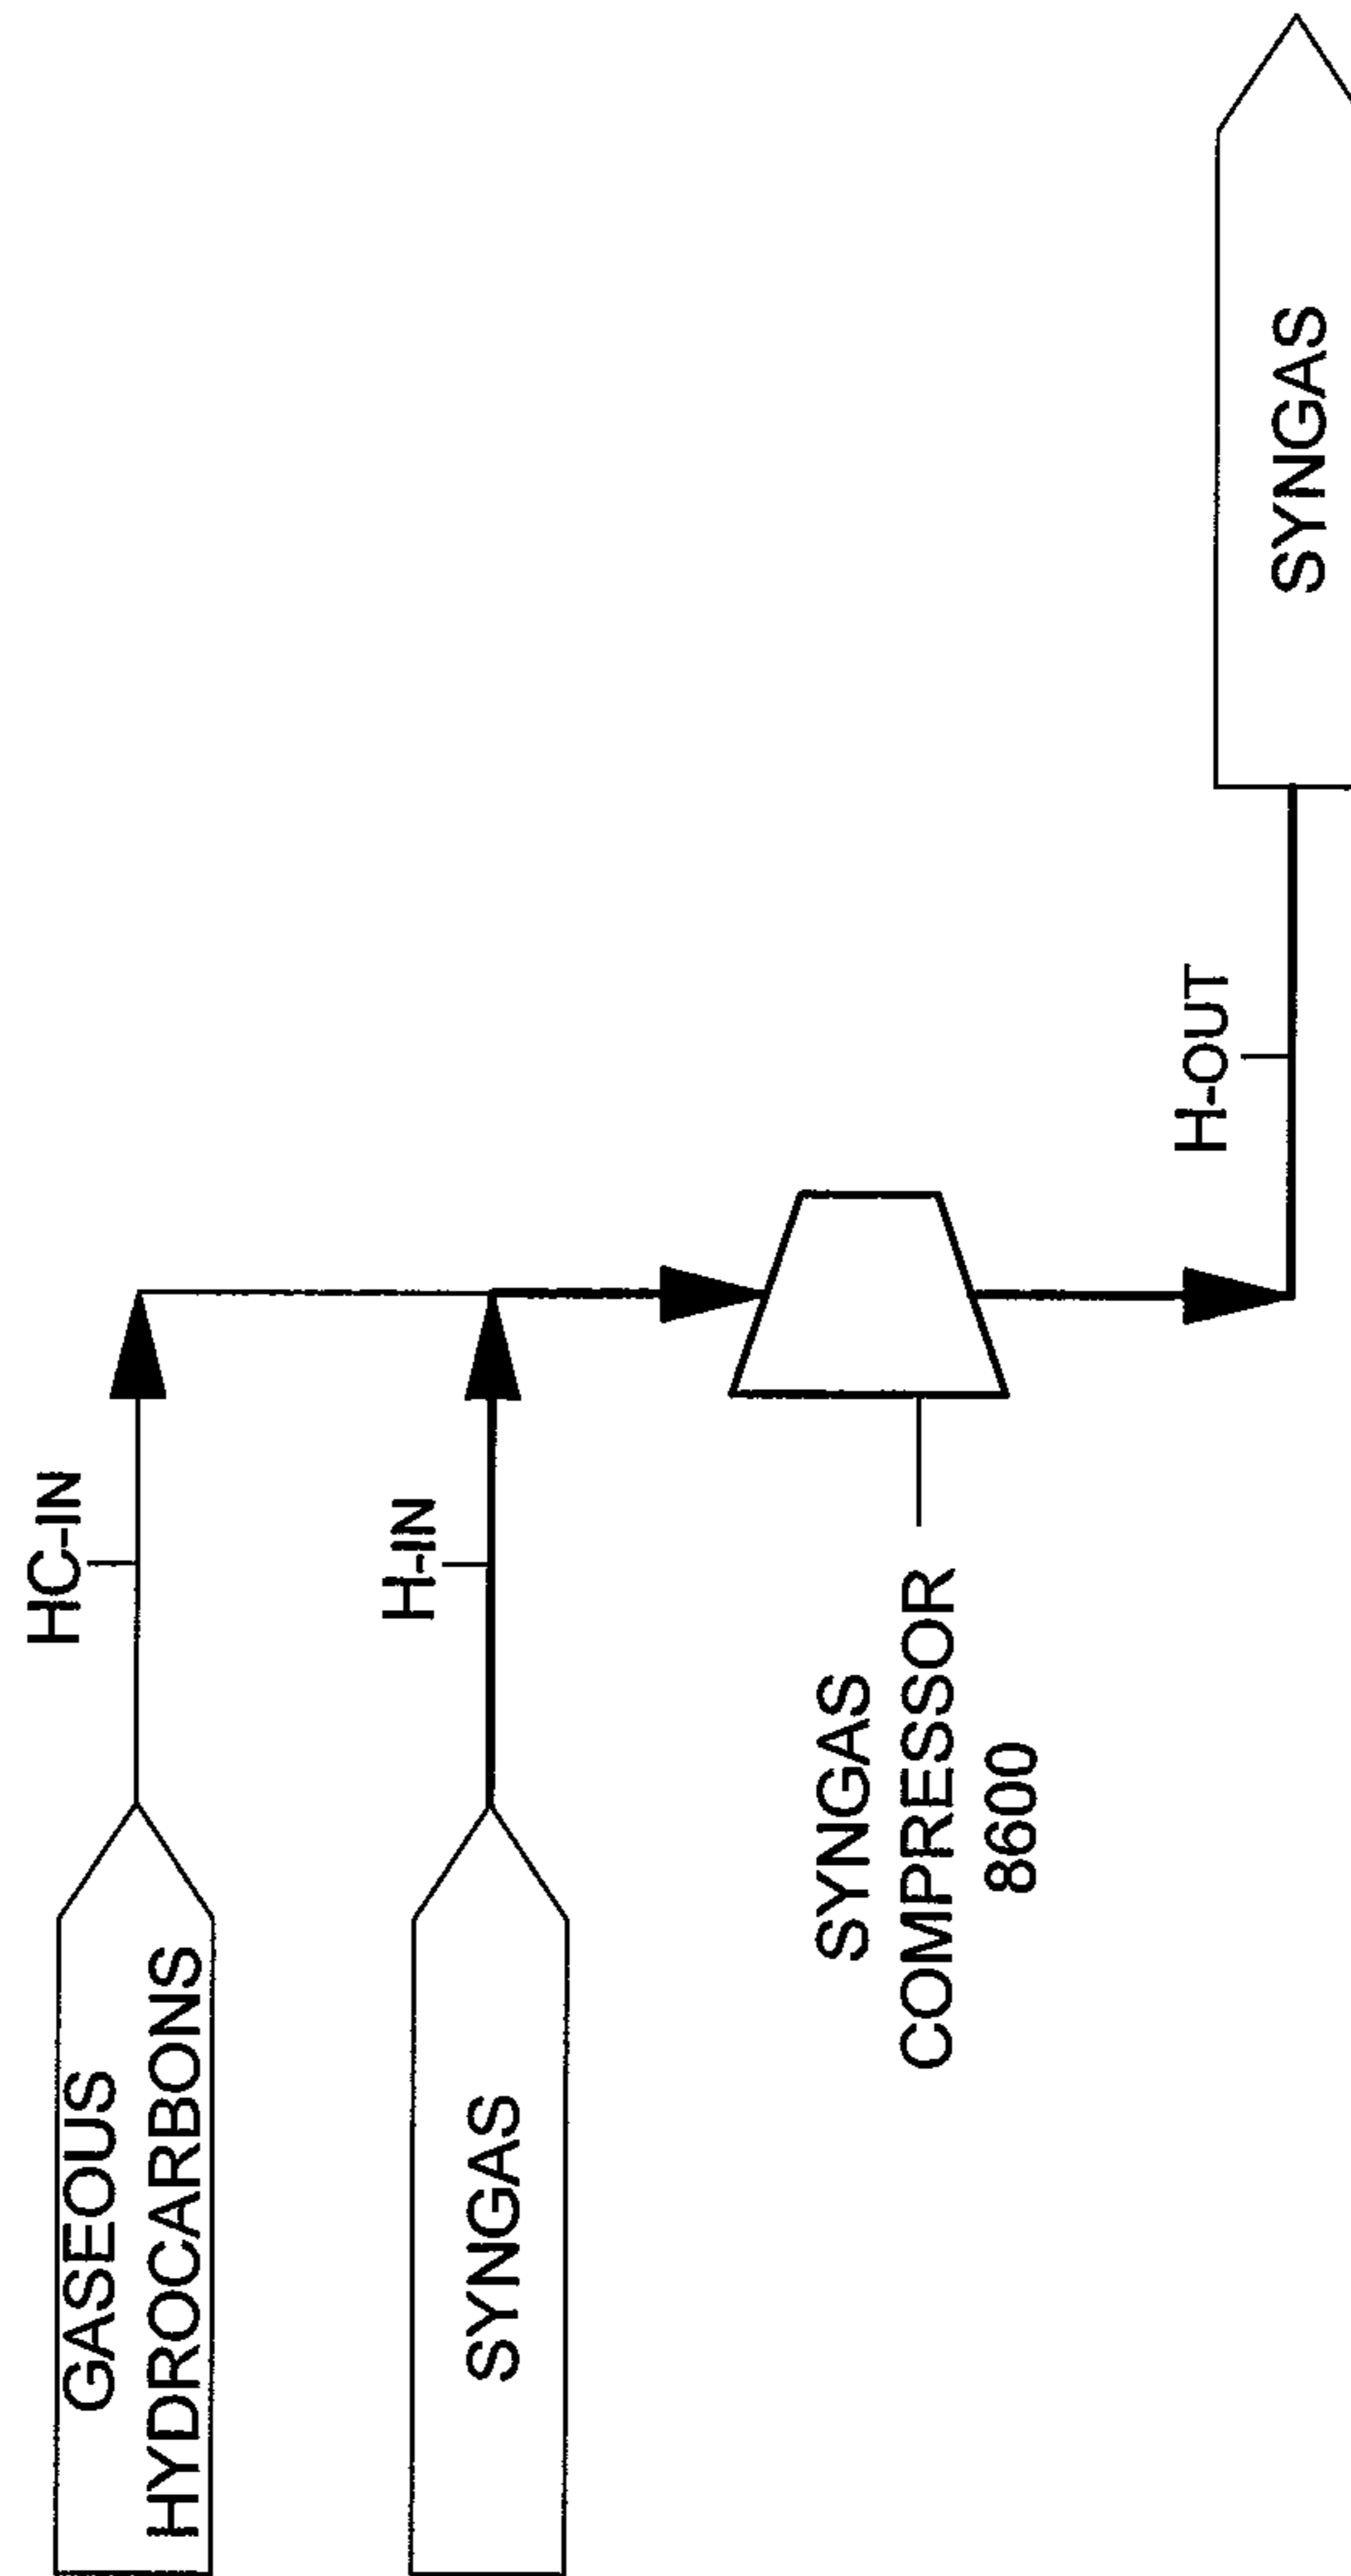 GASEOUS
HYDROCARBONS
HC-IN
SYNGAS
H-IN
SYNGAS
COMPRESSOR
8600
H-OUT
SYNGAS